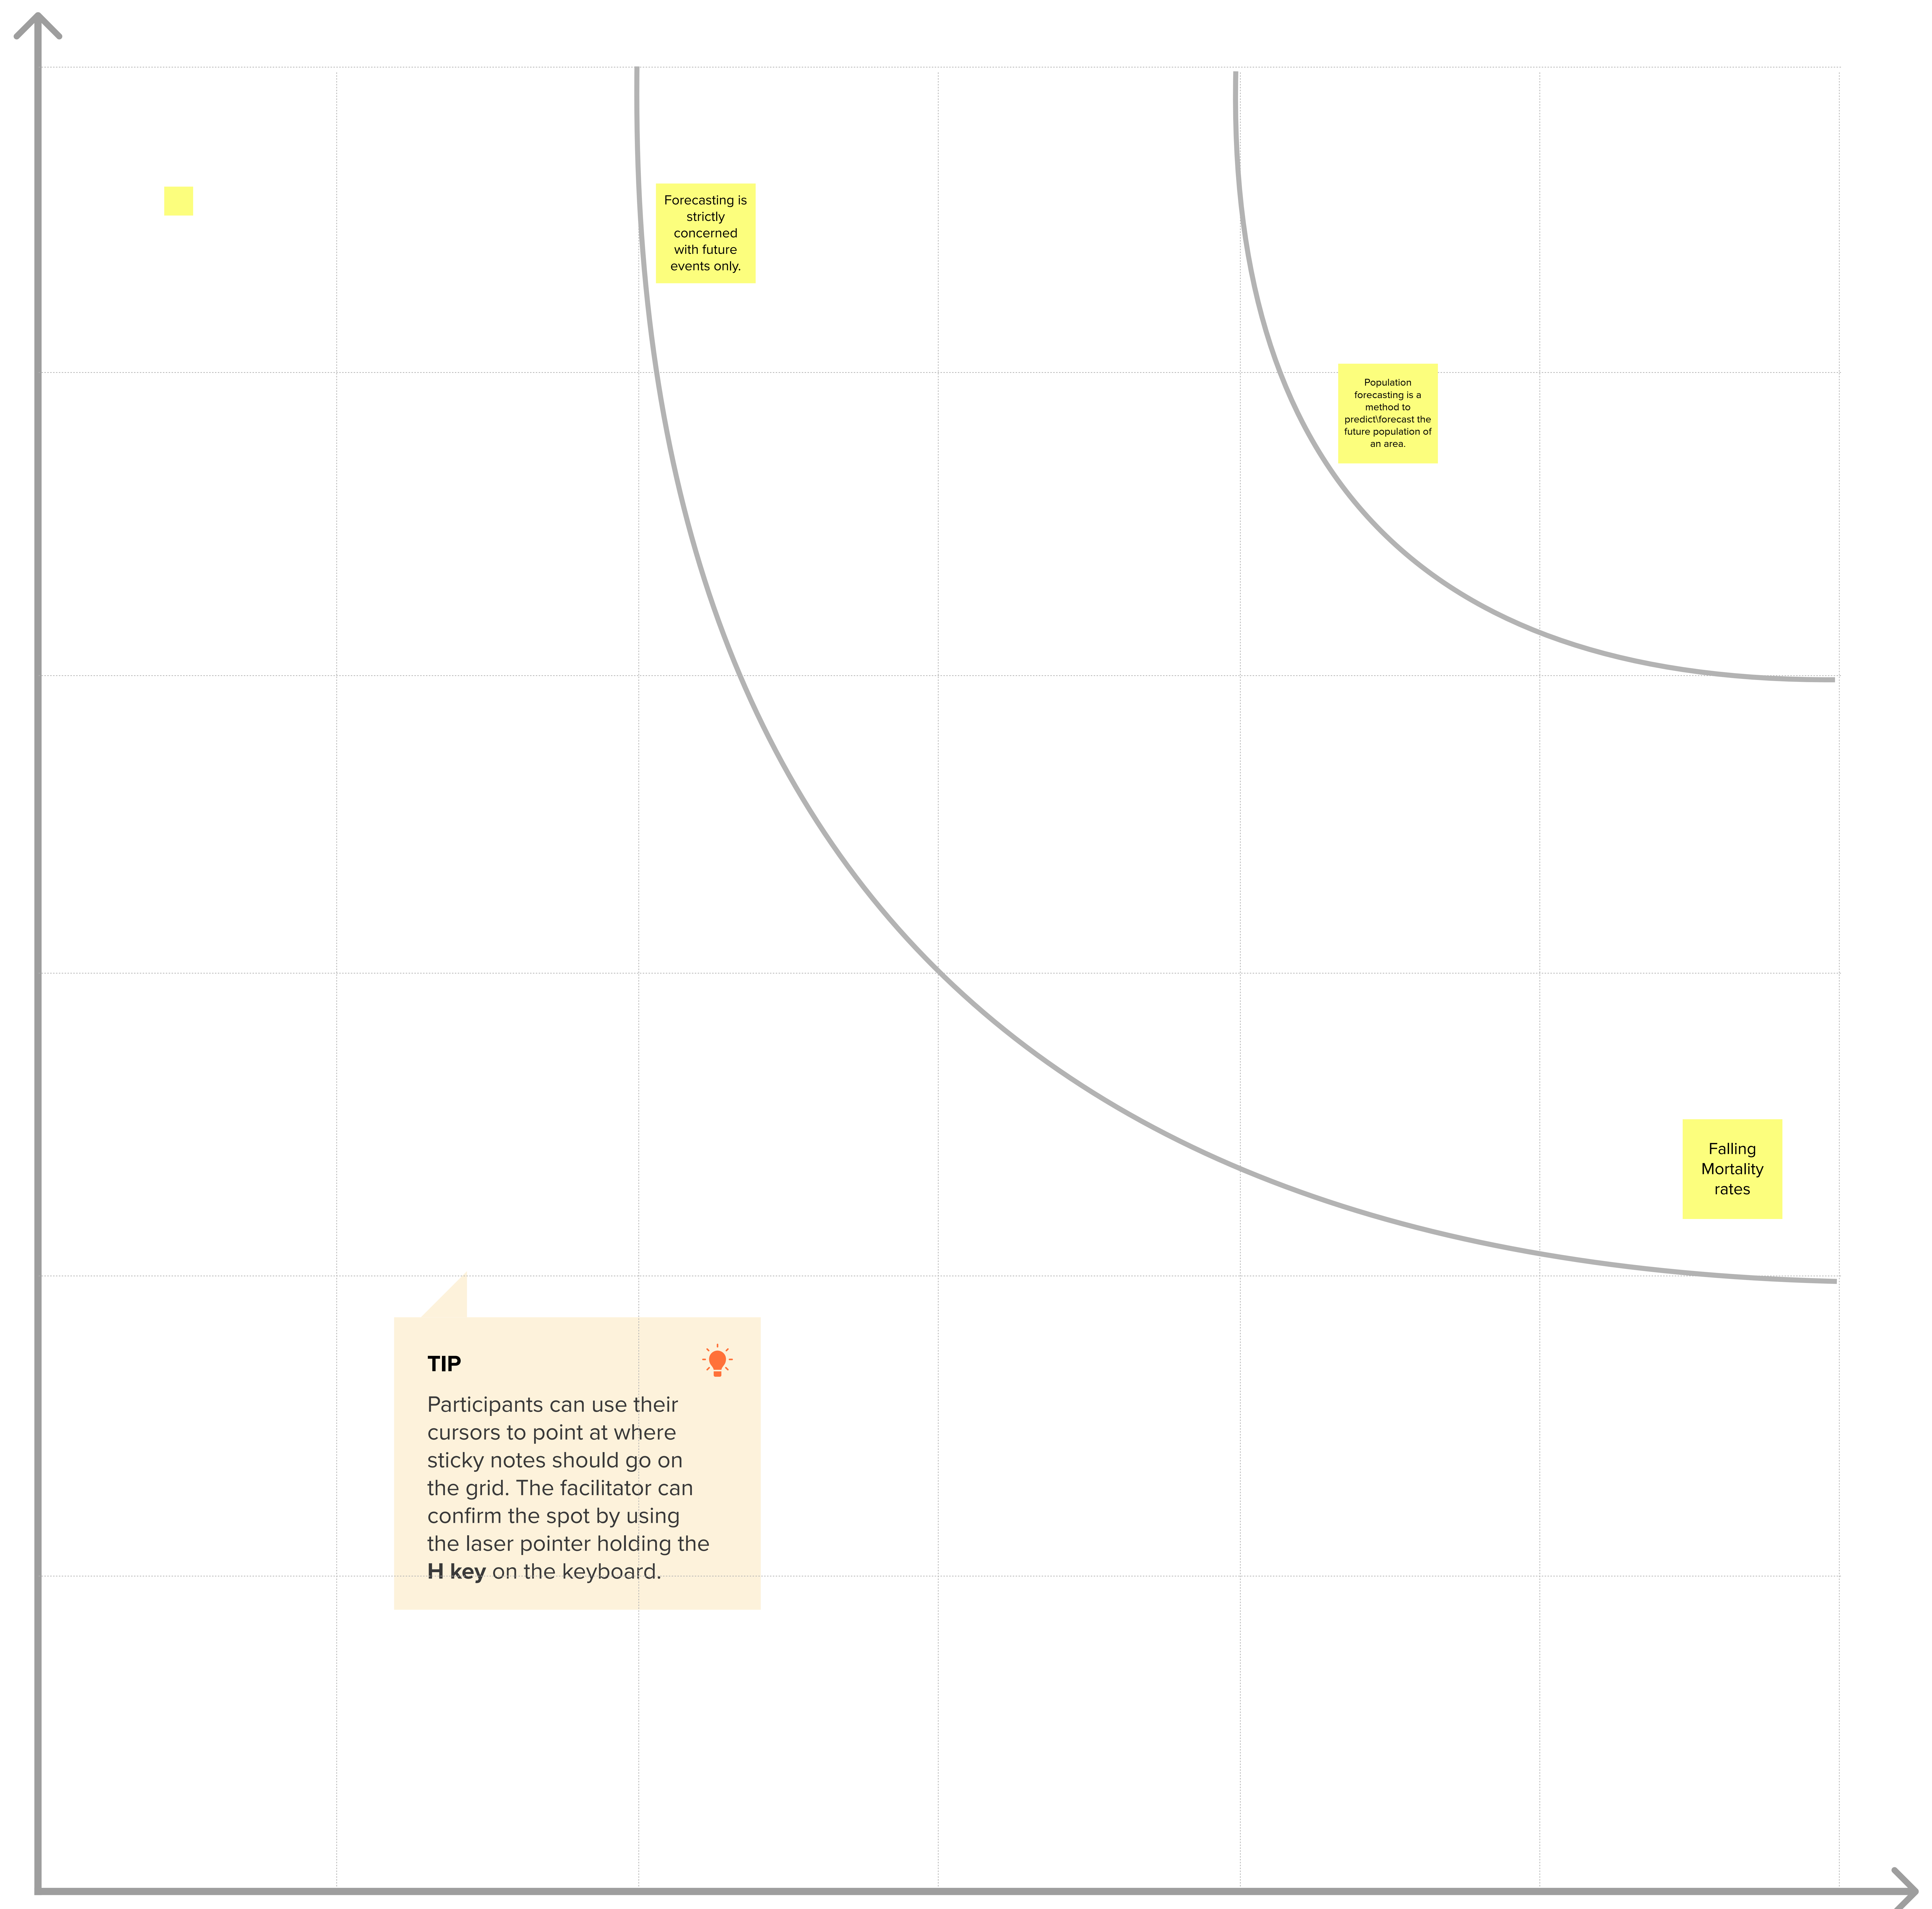 Forecasting is
strictly
concerned
with future
events only.
Population
forecasting is a
method to
predict\forecast the
future population of
an area.
Falling
Mortality
rates
TIP
Participants can use their
cursors to point at where
sticky notes should go on
the grid. The facilitator can
confirm the spot by using
the laser pointer holding the
H key on the keyboard.